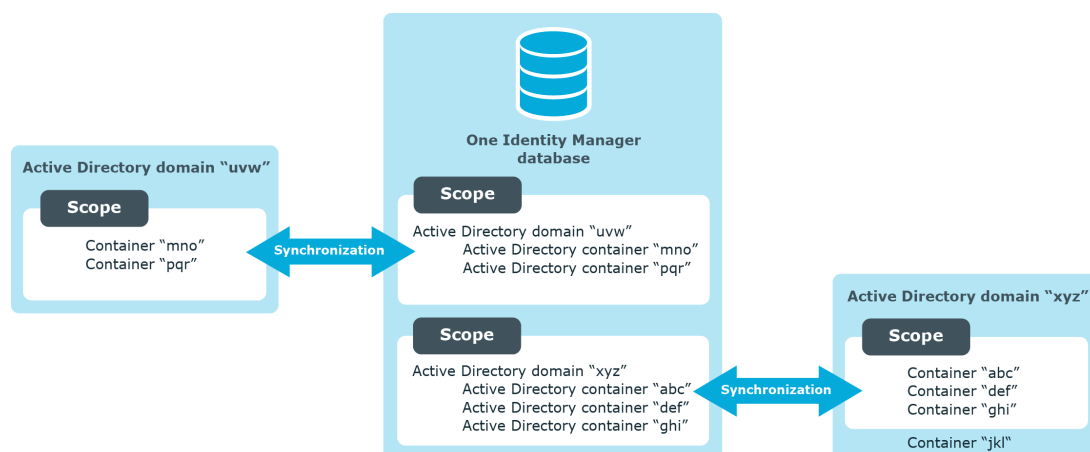 One Identity Manager
database
Active Directory domain “uvw”
Scope
Container “mno”
Container “pqr”
Synchronization
Scope
Active Directory domain “uvw”
Active Directory container “mno”
Active Directory container “pqr”
Scope
Active Directory domain “xyz”
Active Directory container “abc”
Active Directory container “def”
Active Directory container “ghi”
Synchronization
Active Directory domain “xyz”
Scope
Container “abc”
Container “def”
Container “ghi”
Container “jkl“